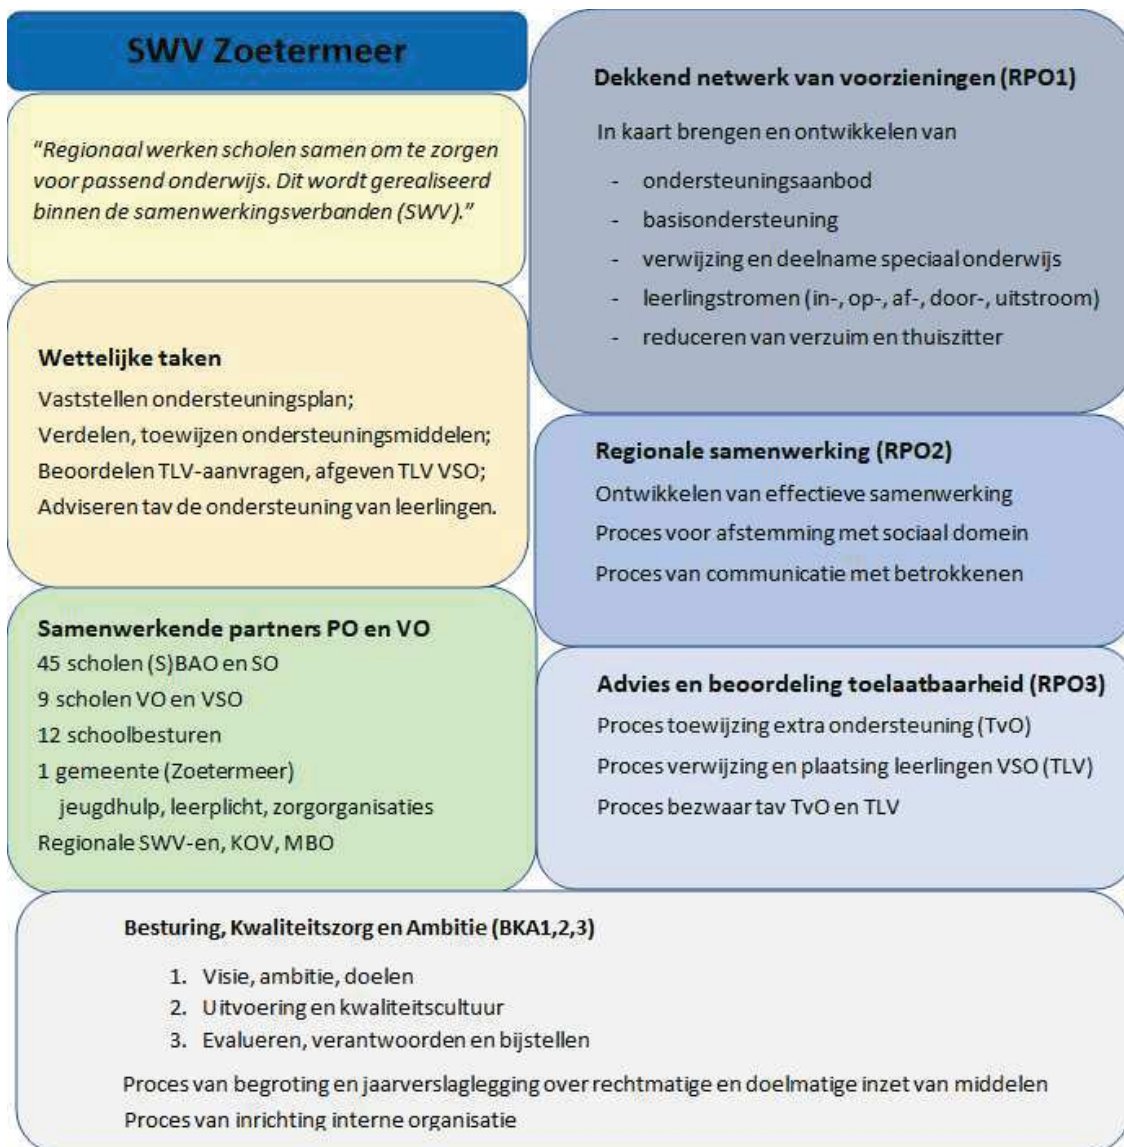 SWV Zoetermeer
“Regionaal werken scholen samen om te zorgen
voor passend onderwijs. Dit wordt gerealiseerd
binnen de samenwerkingsverbanden (SWV).”
Wettelijke taken
Vaststellen ondersteuningsplan;
Verdelen, toewijzen ondersteuningsmiddelen;
Beoordelen TLV-aanvragen, afgeven TLV VSO;
Adviseren tav de ondersteuning van leerlingen.
Samenwerkende partners PO en VO
45 scholen (S)BAO en SO
9 scholen VO en VSO
12 schoolbesturen
1 gemeente (Zoetermeer)
jeugdhulp, leerplicht, zorgorganisaties
Regionale SWV-en, KOV, MBO
Dekkend netwerk van voorzieningen (RPO1)
In kaart brengen en ontwikkelen van
- ondersteuningsaanbod
- basisondersteuning
- verwijzing en deelname speciaal onderwijs
- leerlingstromen (in-, op-, af-, door-, uitstroom)
- reduceren van verzuim en thuiszitter
Regionale samenwerking (RPO2)
Ontwikkelen van effectieve samenwerking
Proces voor afstemming met sociaal domein
Proces van communicatie met betrokkenen
Advies en beoordeling toelaatbaarheid (RPO3)
Proces toewijzing extra ondersteuning (TvO)
Proces verwijzing en plaatsing leerlingen VSO (TLV)
Proces bezwaar tav TvO en TLV
Besturing, Kwaliteitszorg en Ambitie (BKA1,2,3)
1. Visie, ambitie, doelen
2. Uitvoering en kwaliteitscultuur
3. Evalueren, verantwoorden en bijstellen
Proces van begroting en jaarverslaglegging over rechtmatige en doelmatige inzet van middelen
Proces van inrichting interne organisatie